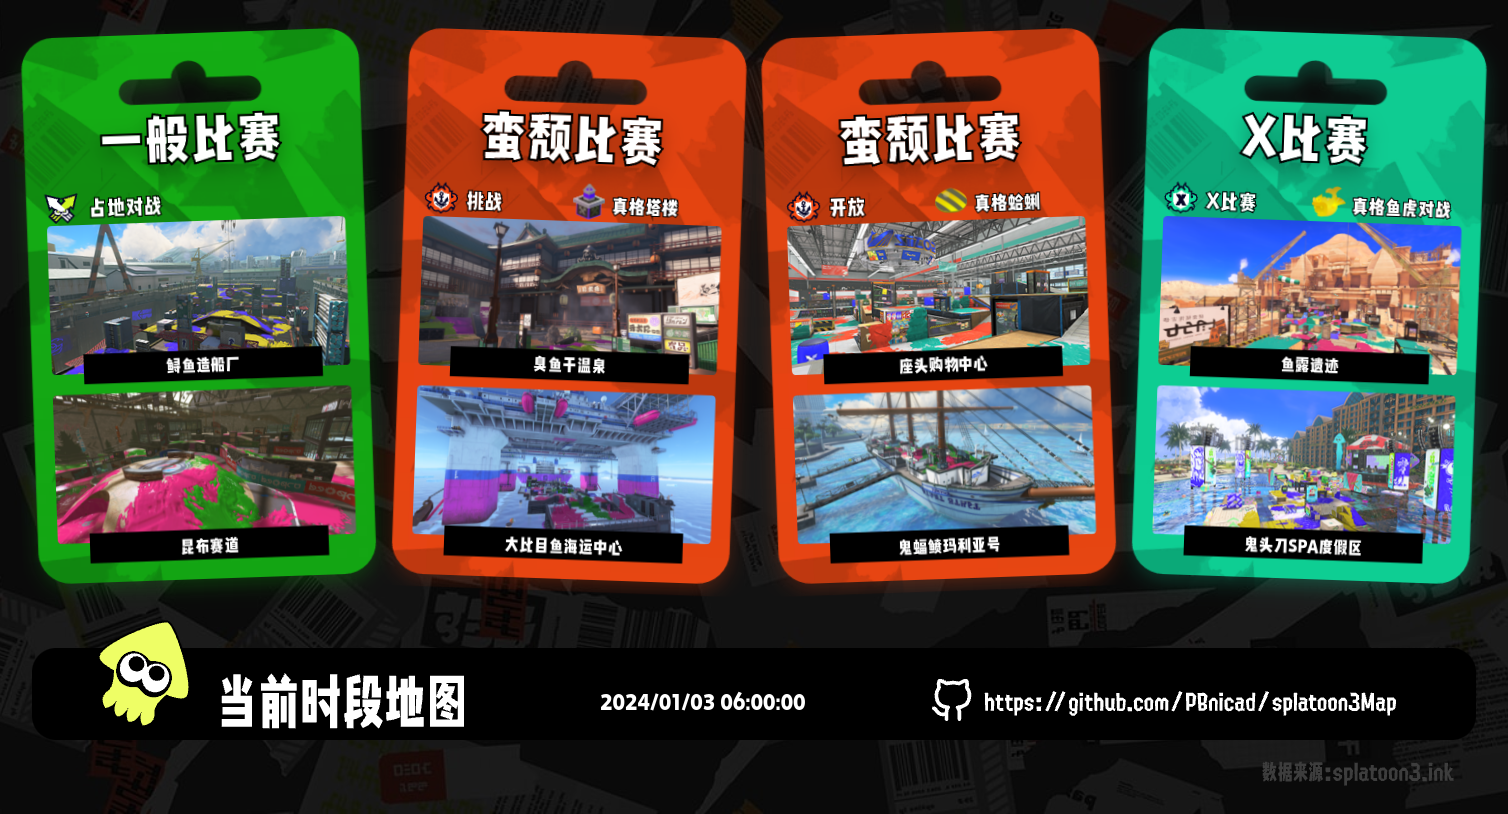 一般比赛
占地对战
鲟鱼造船厂
昆布赛道
蛮颓比赛
挑战
真格塔楼
臭鱼干温泉
大比目鱼海运中心
蛮颓比赛
开放
真格蛤蜊
座头购物中心
鬼蝠鲼玛利亚号
X比赛
X比赛
真格鱼虎对战
鱼露遗迹
鬼头刀SPA度假区
当前时段地图
2024/01/03 06:00:00
https://github.com/PBnicad/splatoon3Map
数据来源:splatoon3.ink